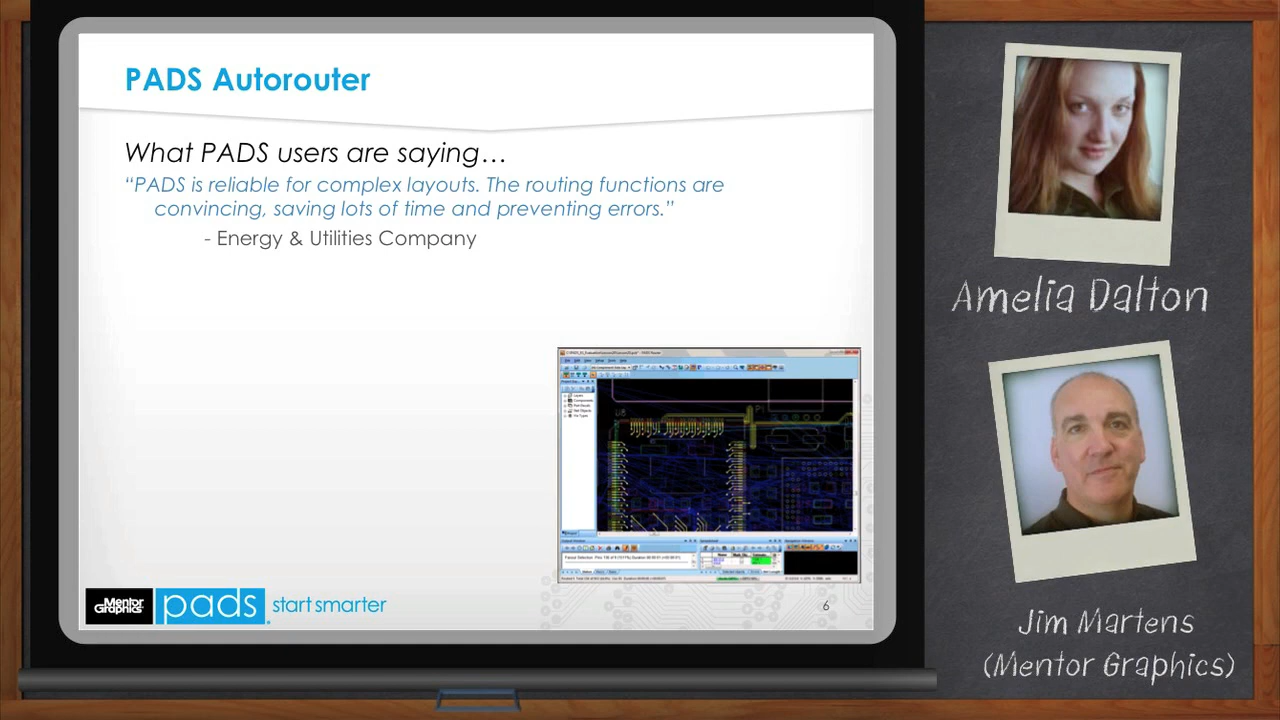 PADS Autorouter
What PADS users are saying…
“PADS is reliable for complex layouts. The routing functions are
convincing, saving lots of time and preventing errors.”
- Energy & Utilities Company
U8
P1
Mentor
Graphics
pads
start smarter
6
Amelia Dalton
Jim Martens
(Mentor Graphics)